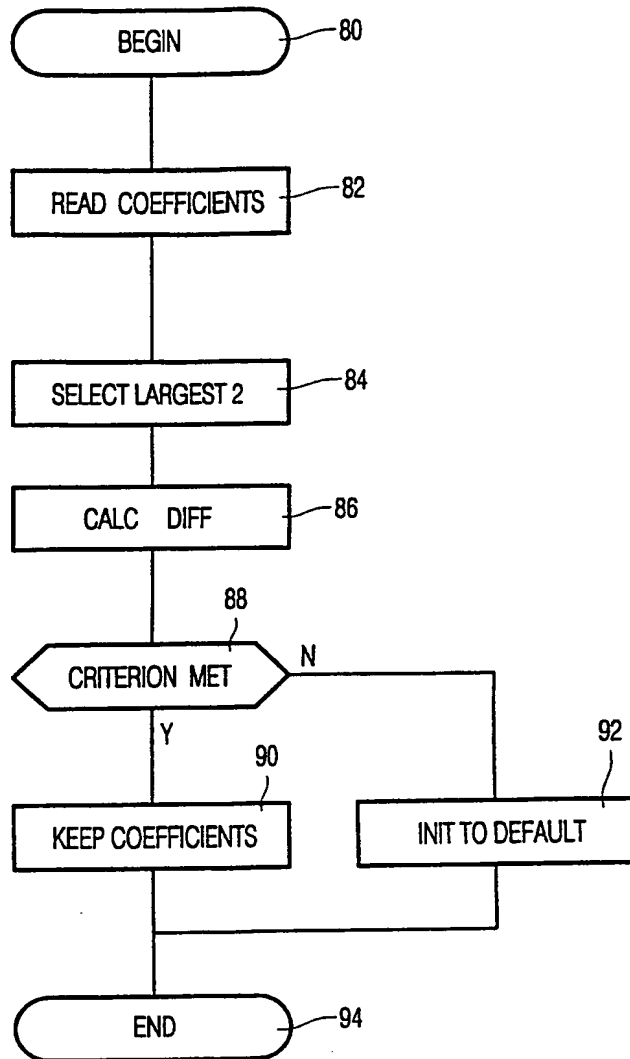 BEGIN 80
READ COEFFICIENTS 82
SELECT LARGEST 2 84
CALC DIFF 86
88
CRITERION MET N
Y
90
92
KEEP COEFFICIENTS INIT TO DEFAULT
END 94